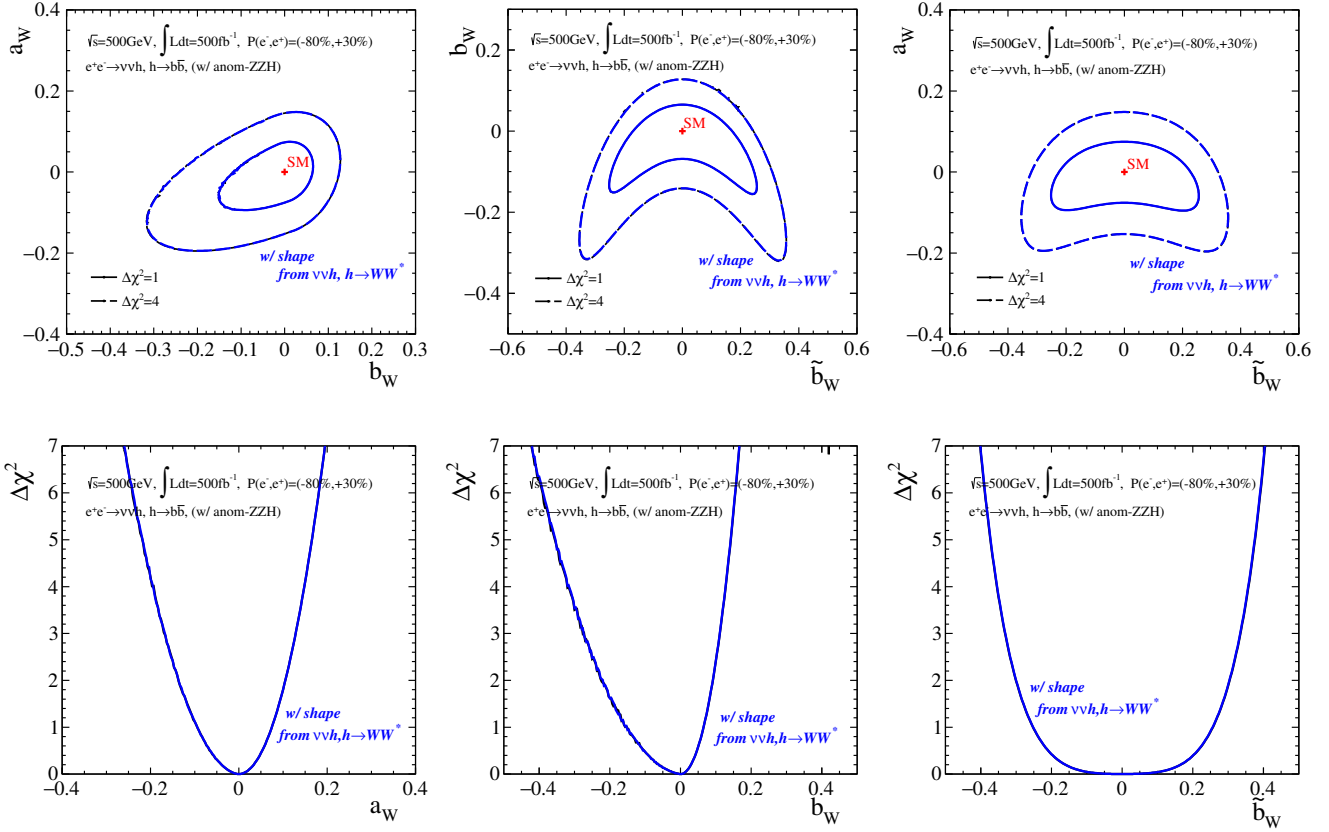 a_W
0.4
0.2
0
−0.2
−0.4
√s=500GeV, ∫Ldt=500fb⁻¹, P(e⁻,e⁺)=(-80%,+30%)
e⁺e⁻→ννh, h→bb̅, (w/ anom-ZZH)
SM
w/ shape
from ννh, h→WW*
Δχ²=1
Δχ²=4
−0.5 −0.4 −0.3 −0.2 −0.1 0 0.1 0.2 0.3
b_W
b_W
0.2
0
−0.2
−0.4
√s=500GeV, ∫Ldt=500fb⁻¹, P(e⁻,e⁺)=(-80%,+30%)
e⁺e⁻→ννh, h→bb̅, (w/ anom-ZZH)
SM
w/ shape
from ννh, h→WW*
Δχ²=1
Δχ²=4
−0.6 −0.4 −0.2 0 0.2 0.4 0.6
b̃_W
a_W
0.4
0.2
0
−0.2
−0.4
√s=500GeV, ∫Ldt=500fb⁻¹, P(e⁻,e⁺)=(-80%,+30%)
e⁺e⁻→ννh, h→bb̅, (w/ anom-ZZH)
SM
w/ shape
from ννh, h→WW*
Δχ²=1
Δχ²=4
−0.6 −0.4 −0.2 0 0.2 0.4 0.6
b̃_W
Δχ²
7
6
5
4
3
2
1
0
√s=500GeV, ∫Ldt=500fb⁻¹, P(e⁻,e⁺)=(-80%,+30%)
e⁺e⁻→ννh, h→bb̅, (w/ anom-ZZH)
w/ shape
from ννh,h→WW*
−0.4 −0.2 0 0.2 0.4
a_W
Δχ²
7
6
5
4
3
2
1
0
√s=500GeV, ∫Ldt=500fb⁻¹, P(e⁻,e⁺)=(-80%,+30%)
e⁺e⁻→ννh, h→bb̅, (w/ anom-ZZH)
w/ shape
from ννh,h→WW*
−0.4 −0.2 0 0.2 0.4
b_W
Δχ²
7
6
5
4
3
2
1
0
√s=500GeV, ∫Ldt=500fb⁻¹, P(e⁻,e⁺)=(-80%,+30%)
e⁺e⁻→ννh, h→bb̅, (w/ anom-ZZH)
w/ shape
from ννh,h→WW*
−0.4 −0.2 0 0.2 0.4
b̃_W